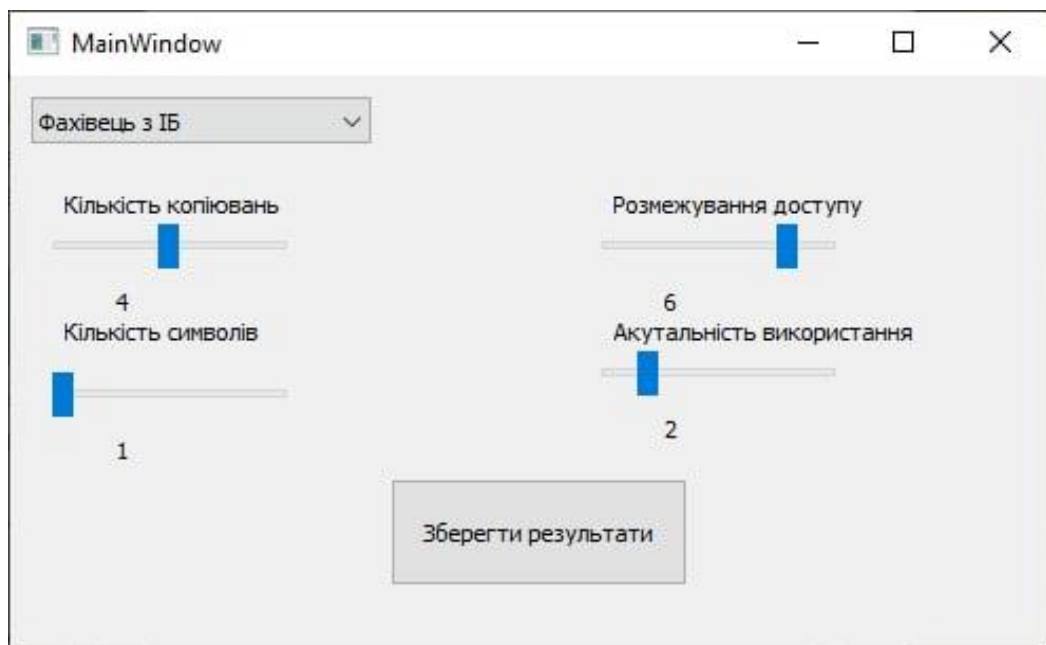 MainWindow
Фахівець з ІБ
Кількість копіювань
Розмежування доступу
4
6
Кількість символів
Акутальність використання
1
2
Зберегти результати